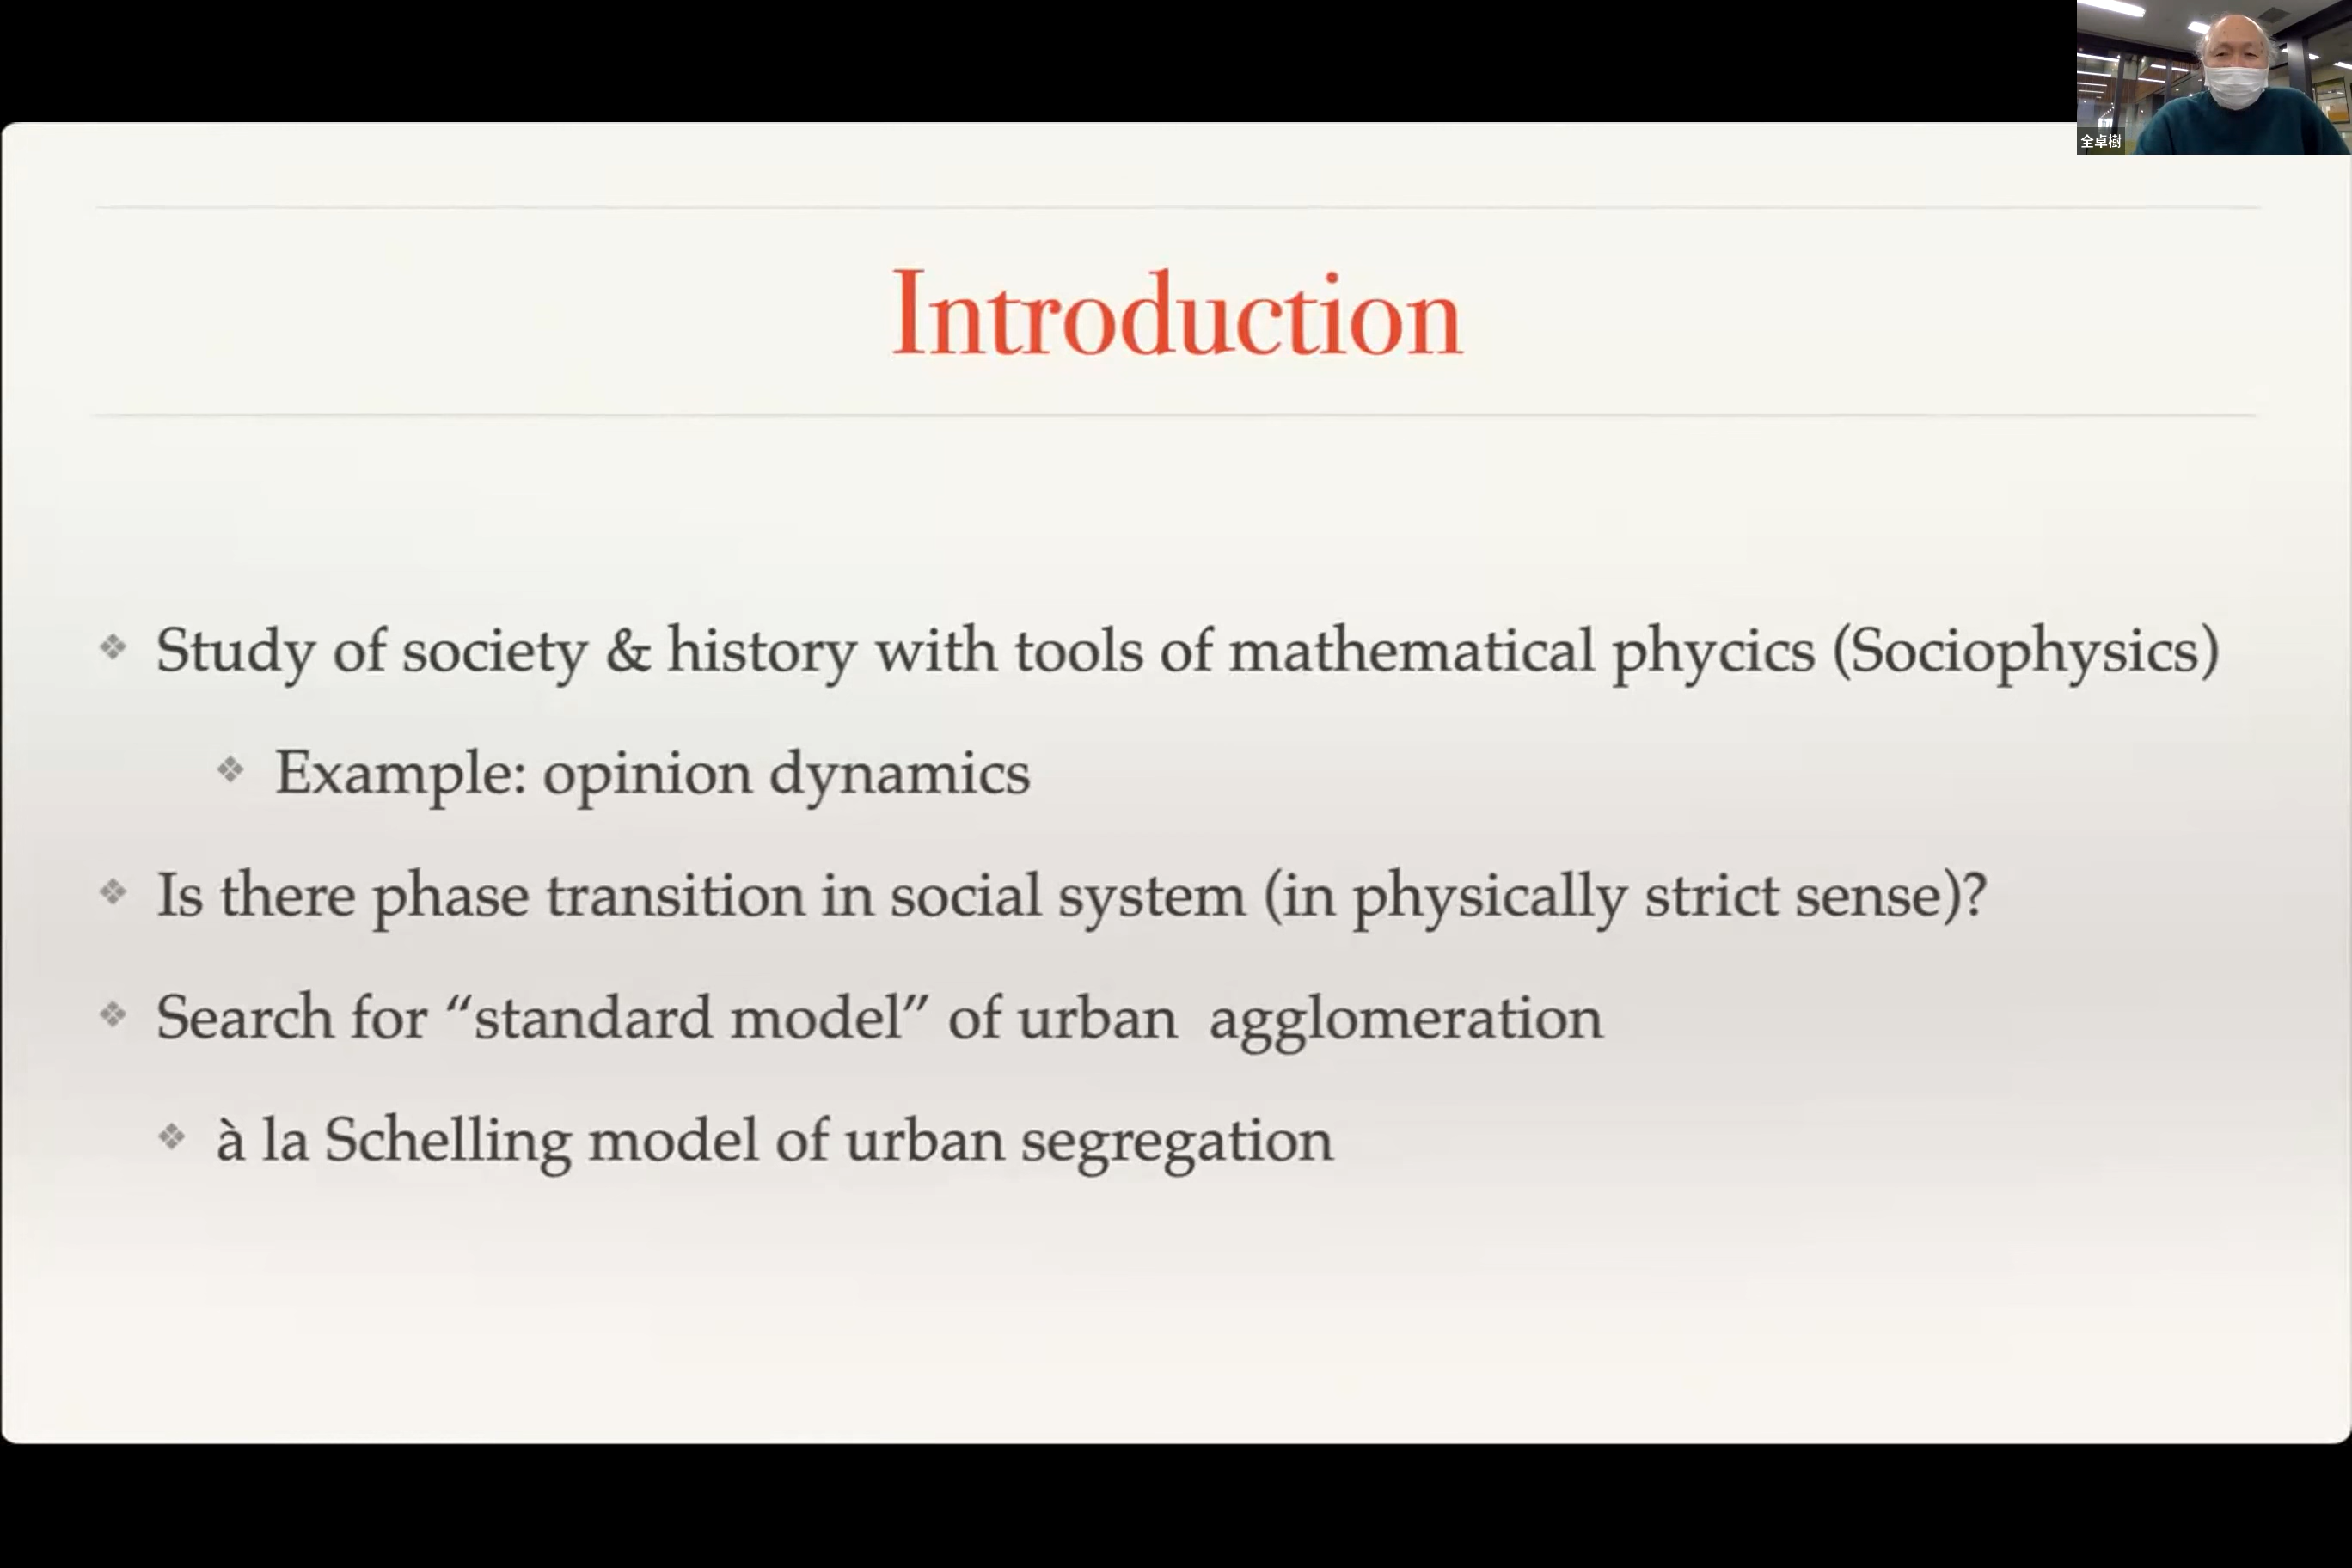 全卓樹
Introduction
❖ Study of society & history with tools of mathematical phycics (Sociophysics)
❖ Example: opinion dynamics
❖ Is there phase transition in social system (in physically strict sense)?
❖ Search for “standard model” of urban  agglomeration
❖ à la Schelling model of urban segregation